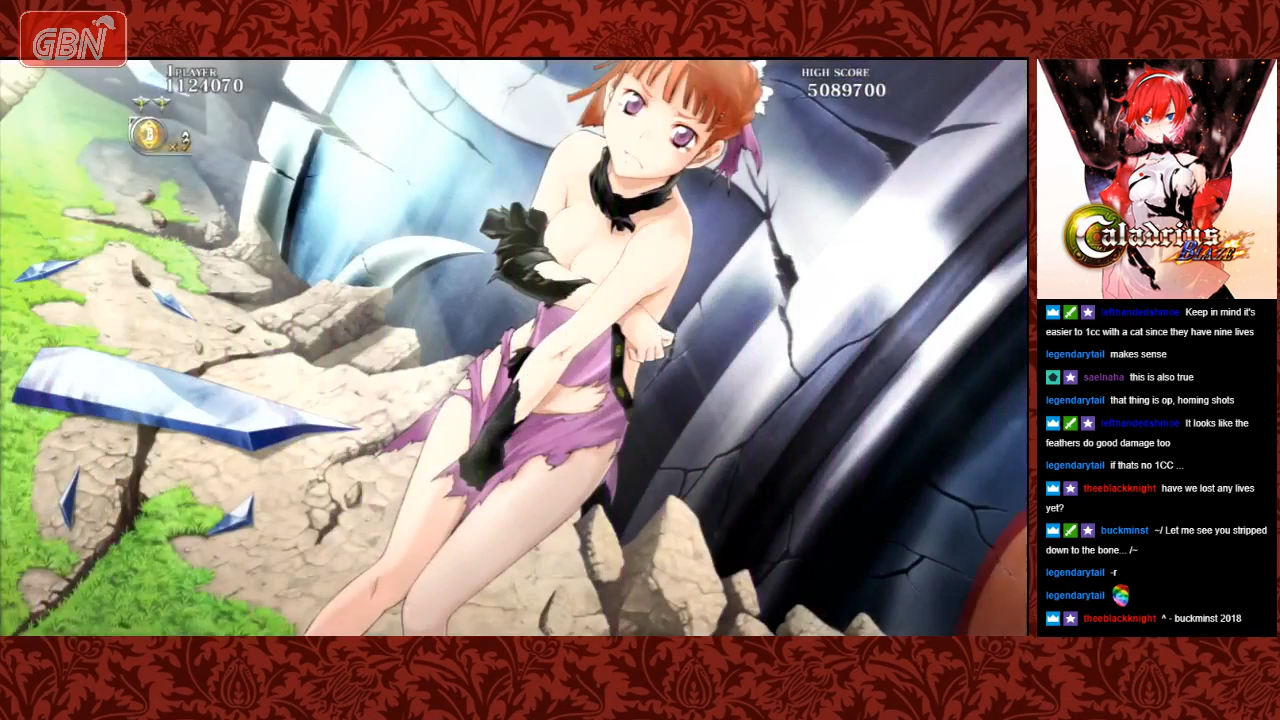 GBN
1 PLAYER
1124070
B
x2
HIGH SCORE
5089700
Caladrius
BLAZE
lefthandedshmoe Keep in mind it's
easier to 1cc with a cat since they have nine lives
legendarytail makes sense
saelnaha this is also true
legendarytail that thing is op, homing shots
lefthandedshmoe It looks like the
feathers do good damage too
legendarytail if thats no 1CC ...
theeblackknight have we lost any lives
yet?
buckminst ~/ Let me see you stripped
down to the bone... /~
legendarytail -r
legendarytail
theeblackknight ^ - buckminst 2018